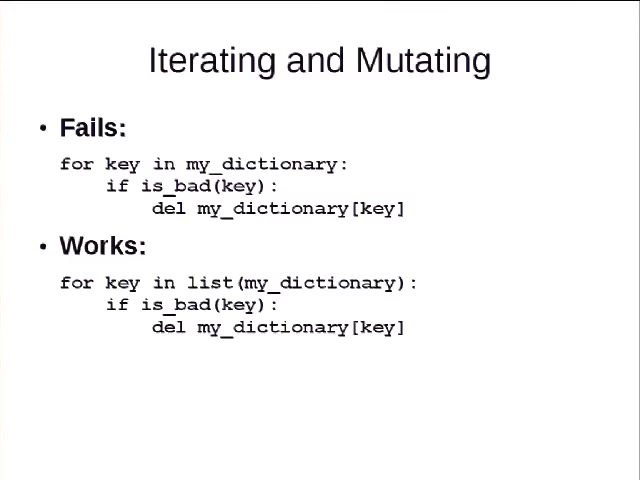 Iterating and Mutating
• Fails:
for key in my_dictionary:
    if is_bad(key):
        del my_dictionary[key]
• Works:
for key in list(my_dictionary):
    if is_bad(key):
        del my_dictionary[key]